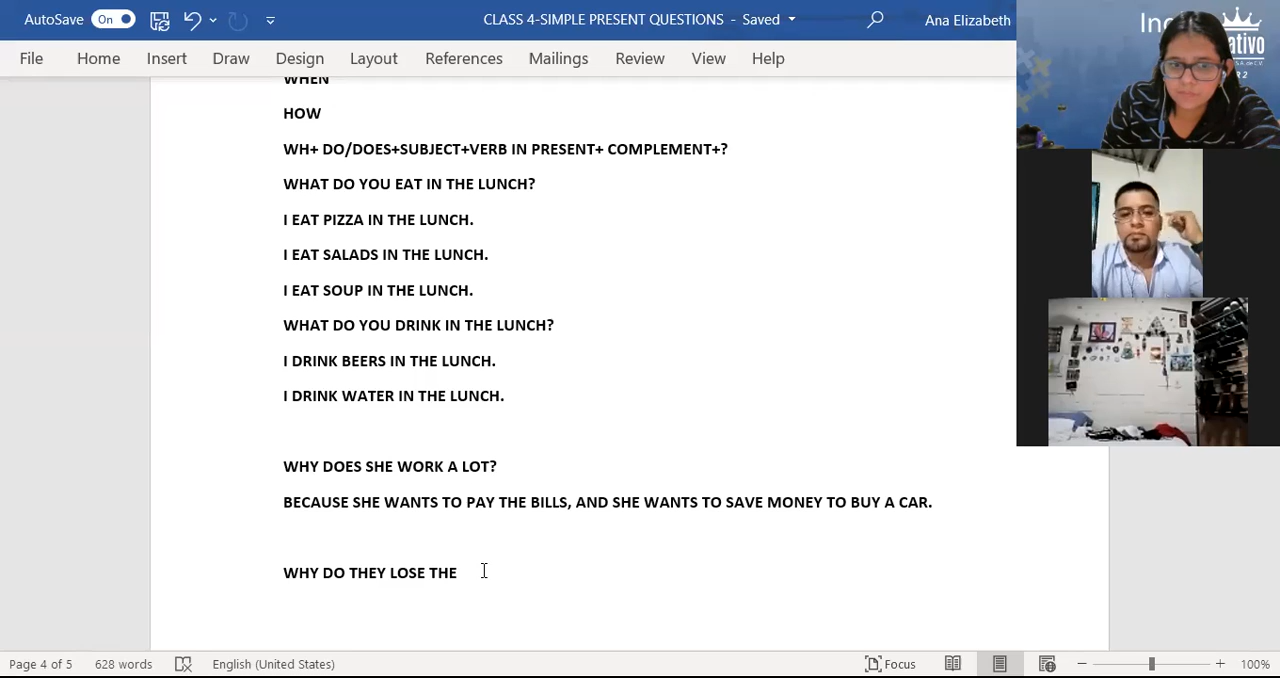 AutoSave On CLASS 4-SIMPLE PRESENT QUESTIONS - Saved Ana Elizabeth
File Home Insert Draw Design Layout References Mailings Review View Help
WHEN
HOW
WH+ DO/DOES+SUBJECT+VERB IN PRESENT+ COMPLEMENT+?
WHAT DO YOU EAT IN THE LUNCH?
I EAT PIZZA IN THE LUNCH.
I EAT SALADS IN THE LUNCH.
I EAT SOUP IN THE LUNCH.
WHAT DO YOU DRINK IN THE LUNCH?
I DRINK BEERS IN THE LUNCH.
I DRINK WATER IN THE LUNCH.
WHY DOES SHE WORK A LOT?
BECAUSE SHE WANTS TO PAY THE BILLS, AND SHE WANTS TO SAVE MONEY TO BUY A CAR.
WHY DO THEY LOSE THE
Page 4 of 5 628 words English (United States) Focus 100%